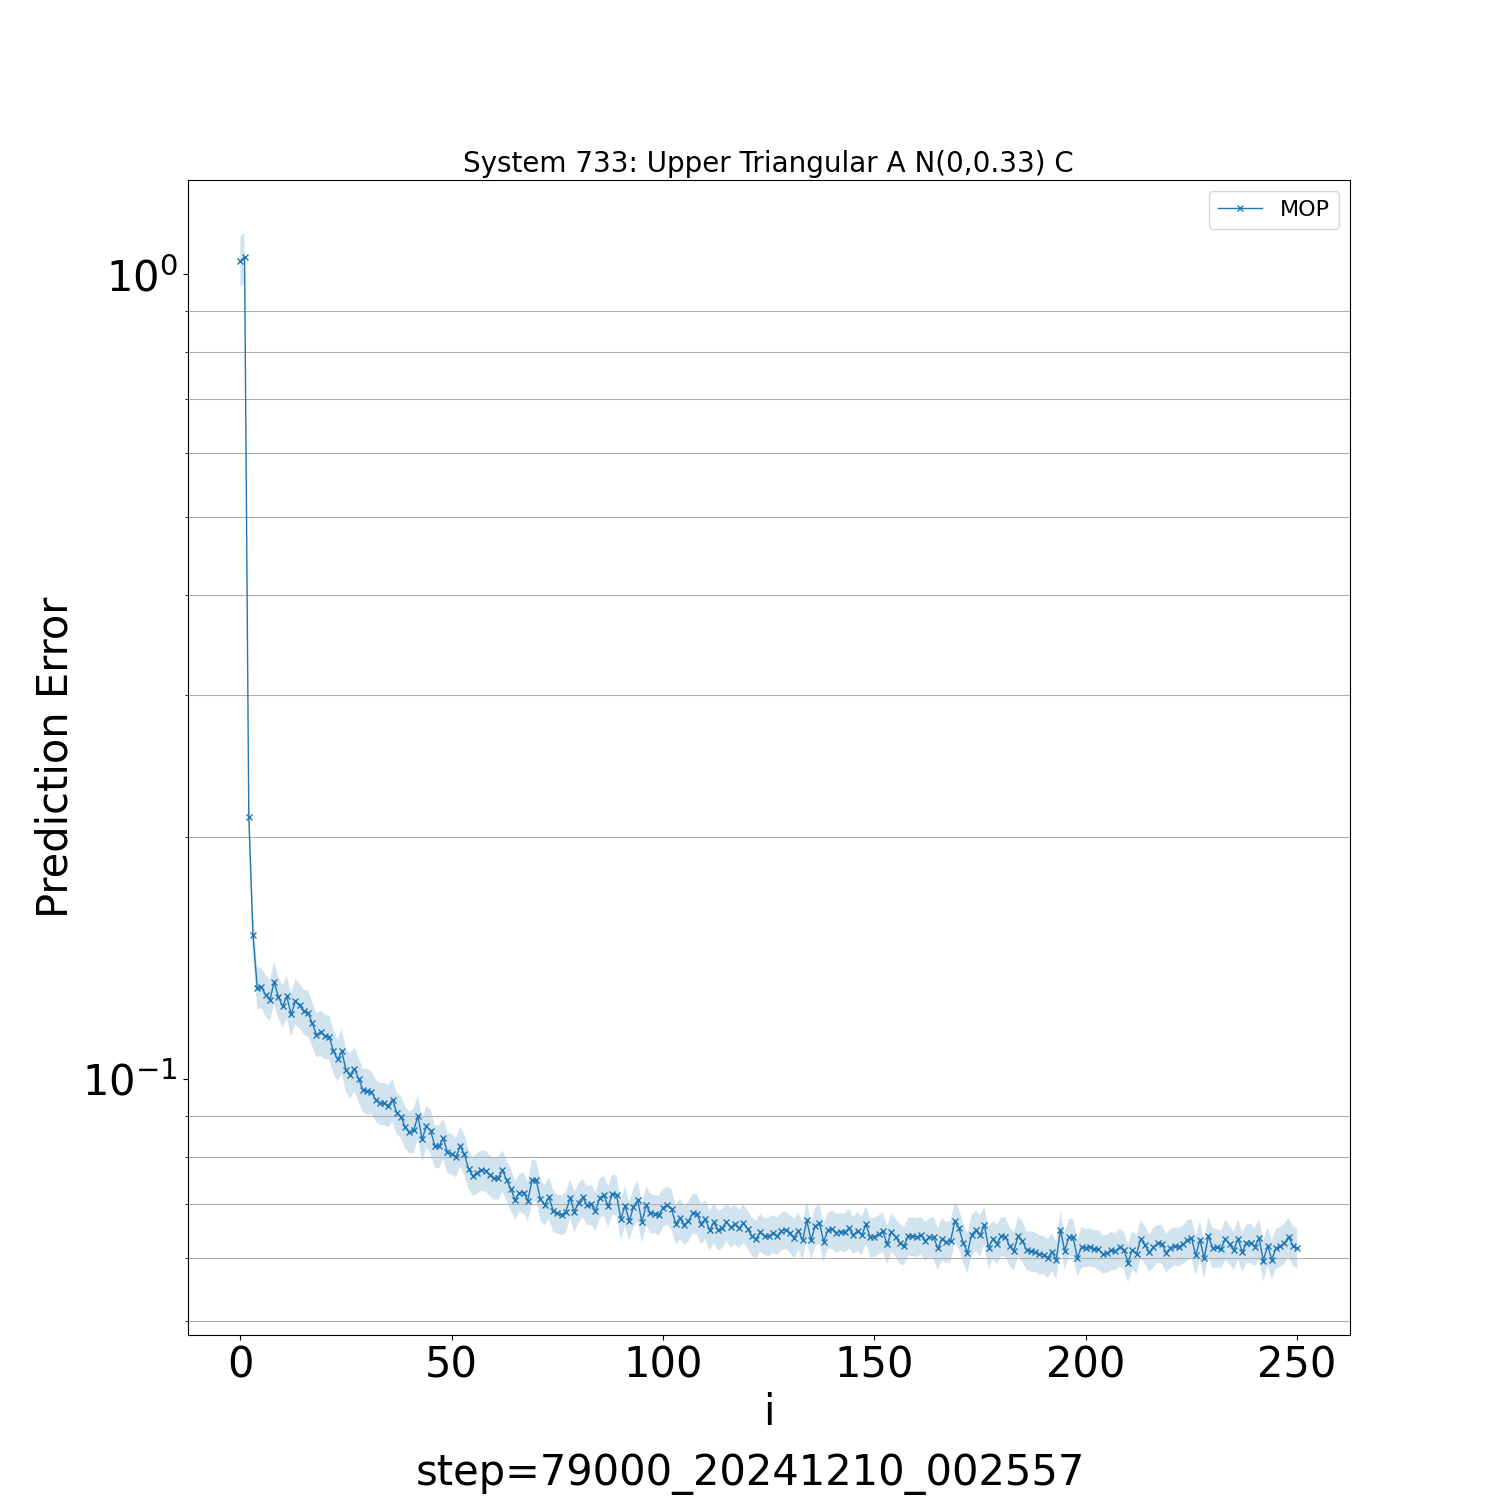 System 733: Upper Triangular A N(0,0.33) C
MOP
10⁰
10⁻¹
Prediction Error
0 50 100 150 200 250
i
step=79000_20241210_002557